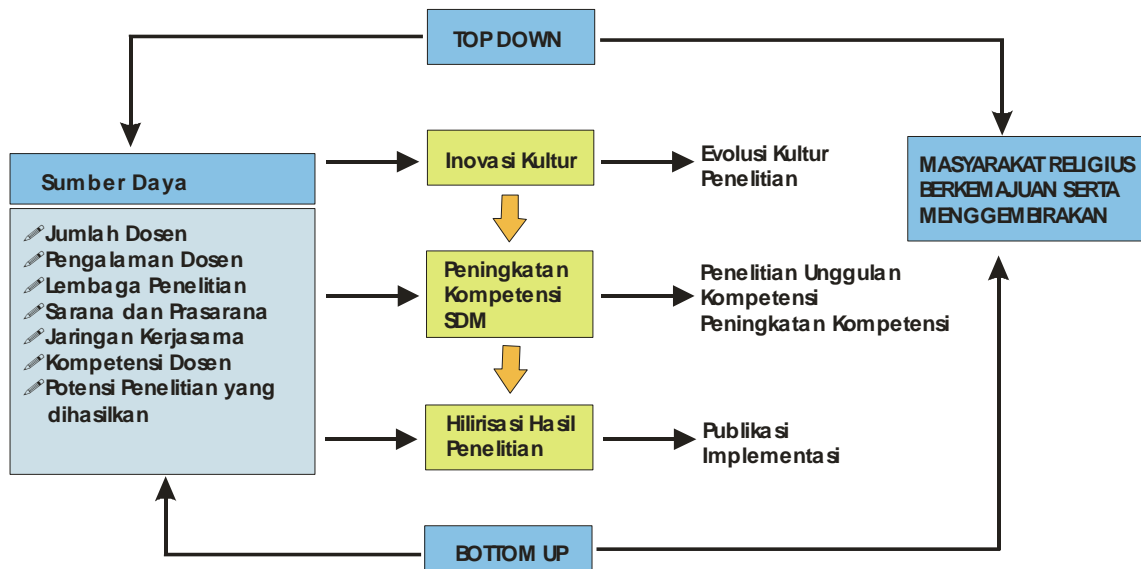 TOP DOWN
Sumber Daya
Jumlah Dosen
Pengalaman Dosen
Lembaga Penelitian
Sarana dan Prasarana
Jaringan Kerjasama
Kompetensi Dosen
Potensi Penelitian yang
dihasilkan
Inovasi Kultur
Evolusi Kultur
Penelitian
Peningkatan
Kompetensi
SDM
Penelitian Unggulan
Kompetensi
Peningkatan Kompetensi
Hilirisasi Hasil
Penelitian
Publikasi
Implementasi
MASYARAKAT RELIGIUS
BERKEMAJUAN SERTA
MENGGEMBIRAKAN
BOTTOM UP